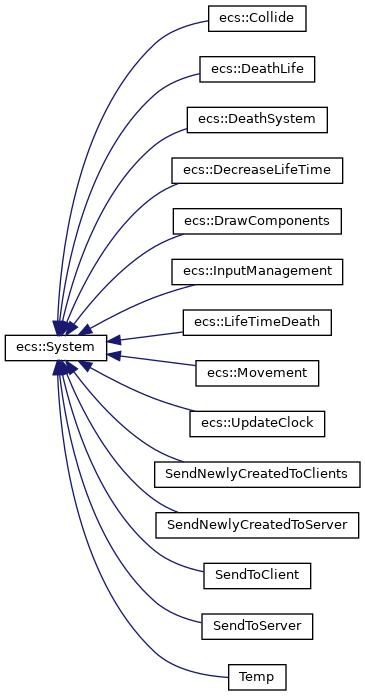 ecs::Collide
ecs::DeathLife
ecs::DeathSystem
ecs::DecreaseLifeTime
ecs::DrawComponents
ecs::InputManagement
ecs::LifeTimeDeath
ecs::System
ecs::Movement
ecs::UpdateClock
SendNewlyCreatedToClients
SendNewlyCreatedToServer
SendToClient
SendToServer
Temp